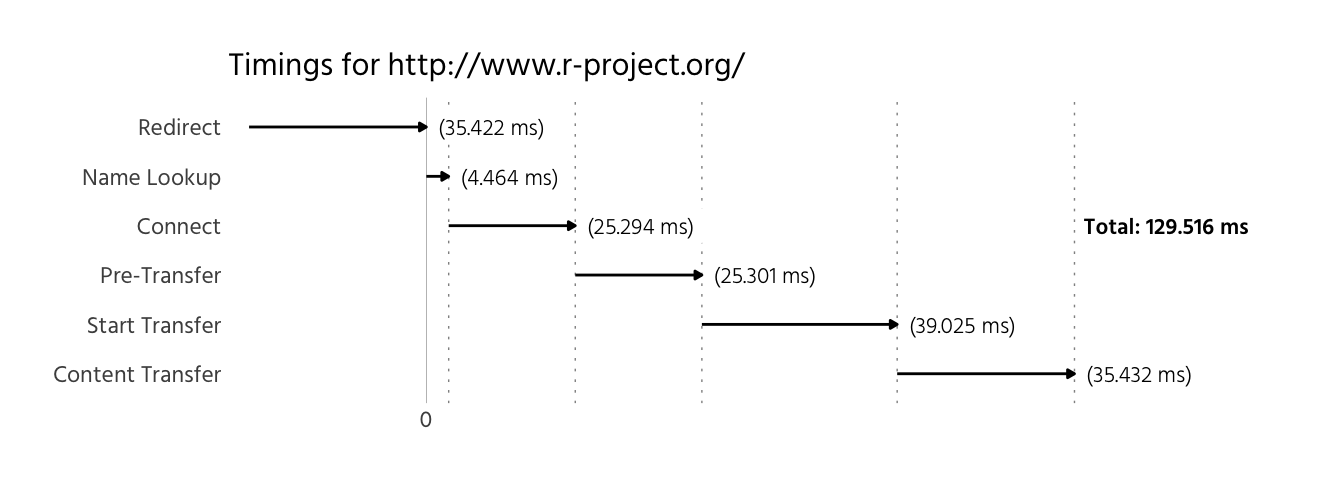 Timings for http://www.r-project.org/
Redirect (35.422 ms)
Name Lookup (4.464 ms)
Connect (25.294 ms) Total: 129.516 ms
Pre-Transfer (25.301 ms)
Start Transfer (39.025 ms)
Content Transfer (35.432 ms)
0